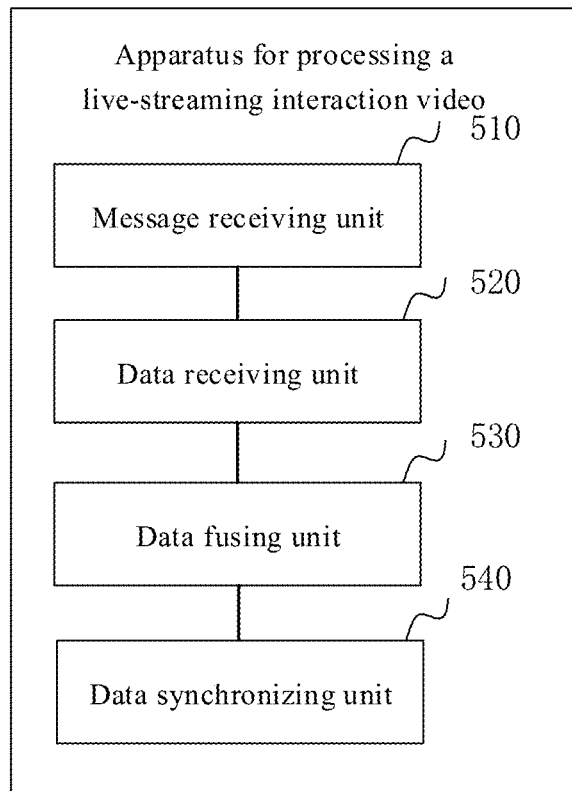 Apparatus for processing a
live-streaming interaction video
510
Message receiving unit
520
Data receiving unit
530
Data fusing unit
540
Data synchronizing unit